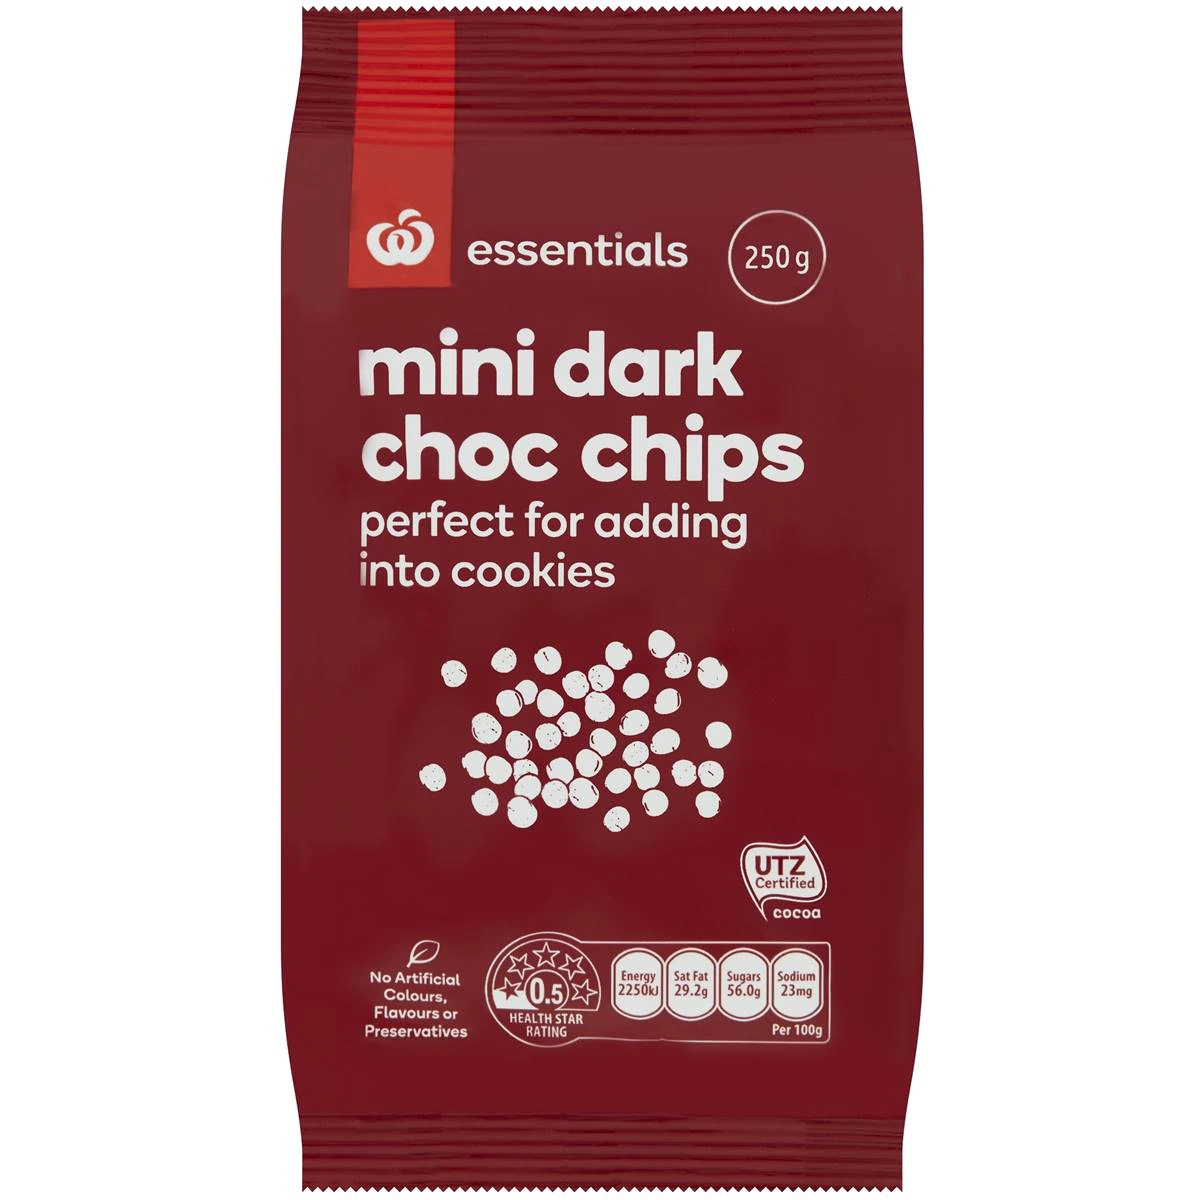 essentials
250 g
mini dark
choc chips
perfect for adding
into cookies
UTZ
Certified
cocoa
No Artificial
Colours,
Flavours or
Preservatives
0.5
HEALTH STAR
RATING
Energy
2250kJ
Sat Fat
29.2g
Sugars
56.0g
Sodium
23mg
Per 100g